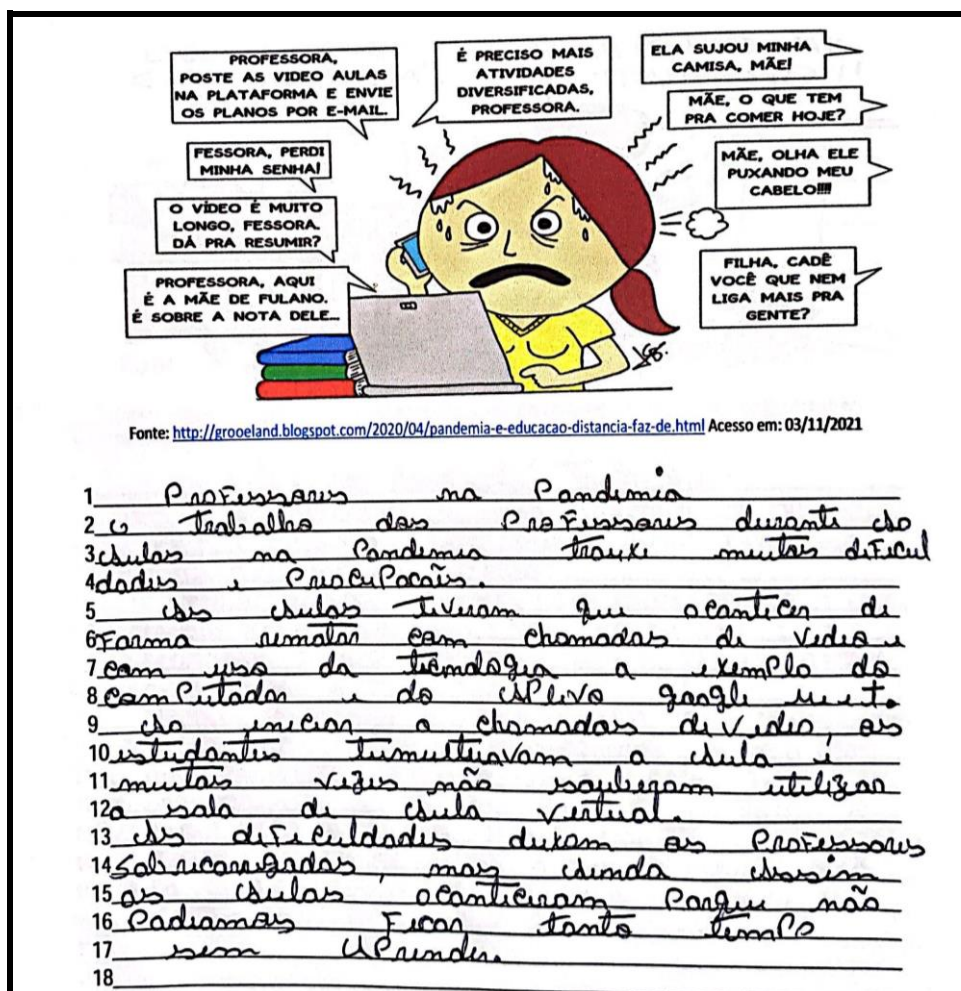 PROFESSORA,
POSTE AS VIDEO AULAS
NA PLATAFORMA E ENVIE
OS PLANOS POR E-MAIL.
É PRECISO MAIS
ATIVIDADES
DIVERSIFICADAS,
PROFESSORA.
ELA SUJOU MINHA
CAMISA, MÃE!
MÃE, O QUE TEM
PRA COMER HOJE?
FESSORA, PERDI
MINHA SENHA!
MÃE, OLHA ELE
PUXANDO MEU
CABELO!!!!
O VÍDEO É MUITO
LONGO, FESSORA.
DÁ PRA RESUMIR?
PROFESSORA, AQUI
É A MÃE DE FULANO.
É SOBRE A NOTA DELE...
FILHA, CADÊ
VOCÊ QUE NEM
LIGA MAIS PRA
GENTE?
Fonte: http://grooeland.blogspot.com/2020/04/pandemia-e-educacao-distancia-faz-de.html Acesso em: 03/11/2021
1 Professores na Pandemia
2 O trabalho dos Professores durante as
3 aulas na Pandemia trouxe muitas dificul
4 dades e
5 As aulas tiveram que acontecer de
6 Forma com chamadas de video e
7 com uso da a exemplo do
8 computador e do google meet.
9 Ao iniciar a chamadas de video, os
10 estudantes tumultuavam a aula e
11 muitas vezes não utilizar
12 a sala de aula virtual.
13 As dificuldades os Professores
14 mas ainda assim
15 as aulas aconteceram porque não
16 Podiamos Ficar tanto tempo
17 sem aprender.
18